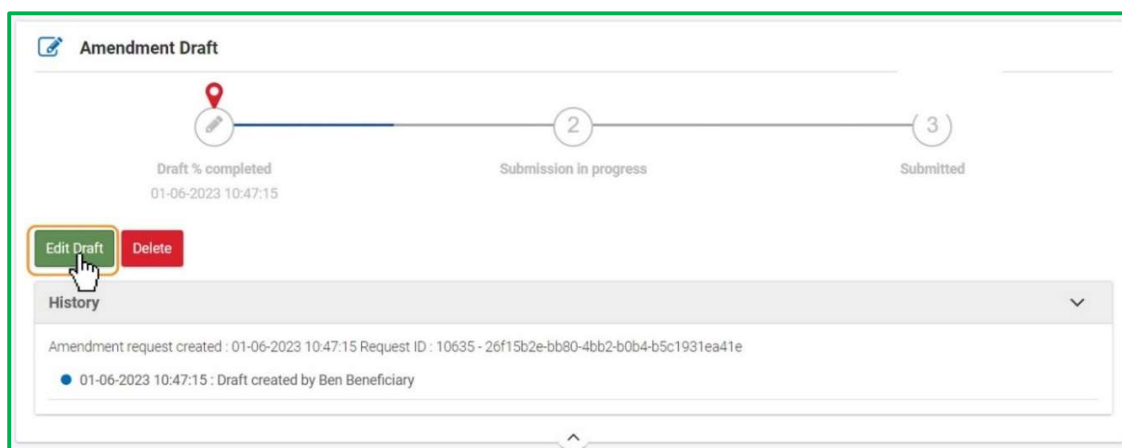 Amendment Draft
2
3
Draft % completed
Submission in progress
Submitted
01-06-2023 10:47:15
Edit Draft
Delete
History
Amendment request created : 01-06-2023 10:47:15 Request ID : 10635 - 26f15b2e-bb80-4bb2-b0b4-b5c1931ea41e
01-06-2023 10:47:15 : Draft created by Ben Beneficiary